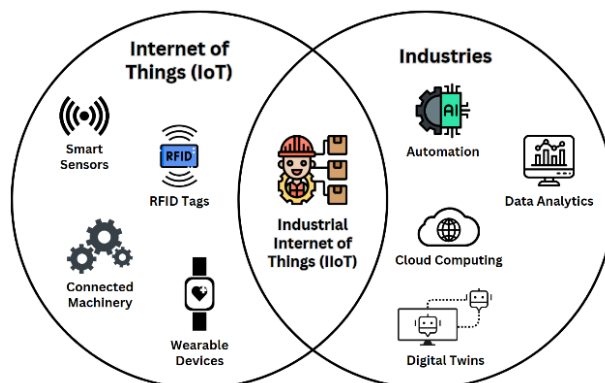 Internet of
Things (IoT)
Smart
Sensors
RFID
RFID Tags
Connected
Machinery
Wearable
Devices
Industrial
Internet of
Things (IIoT)
Industries
AI
Automation
Data Analytics
Cloud Computing
Digital Twins